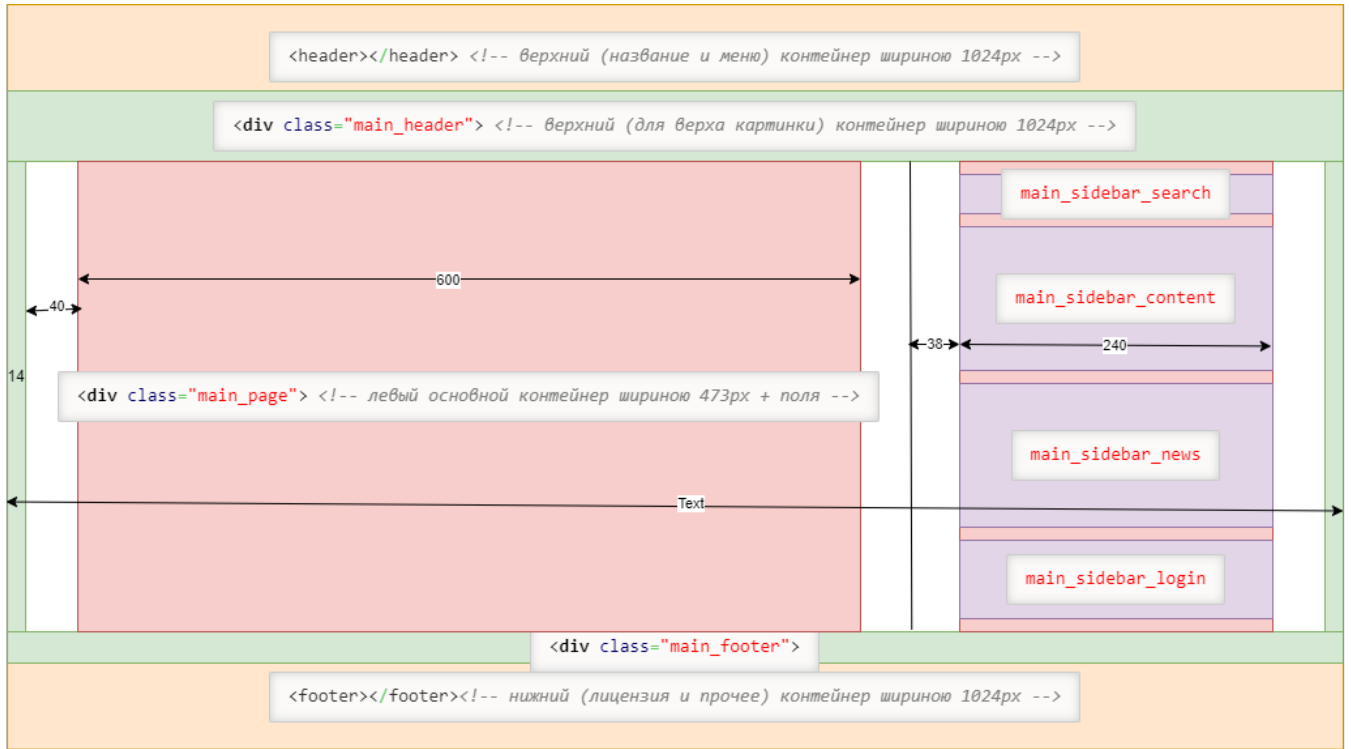 <header></header> <!-- верхний (название и меню) контейнер шириною 1024px -->
<div class="main_header"> <!-- верхний (для верха картинки) контейнер шириною 1024px -->
main_sidebar_search
600
main_sidebar_content
40
38
240
14
<div class="main_page"> <!-- левый основной контейнер шириною 473px + поля -->
main_sidebar_news
Text
main_sidebar_login
<div class="main_footer">
<footer></footer><!-- нижний (лицензия и прочее) контейнер шириною 1024px -->